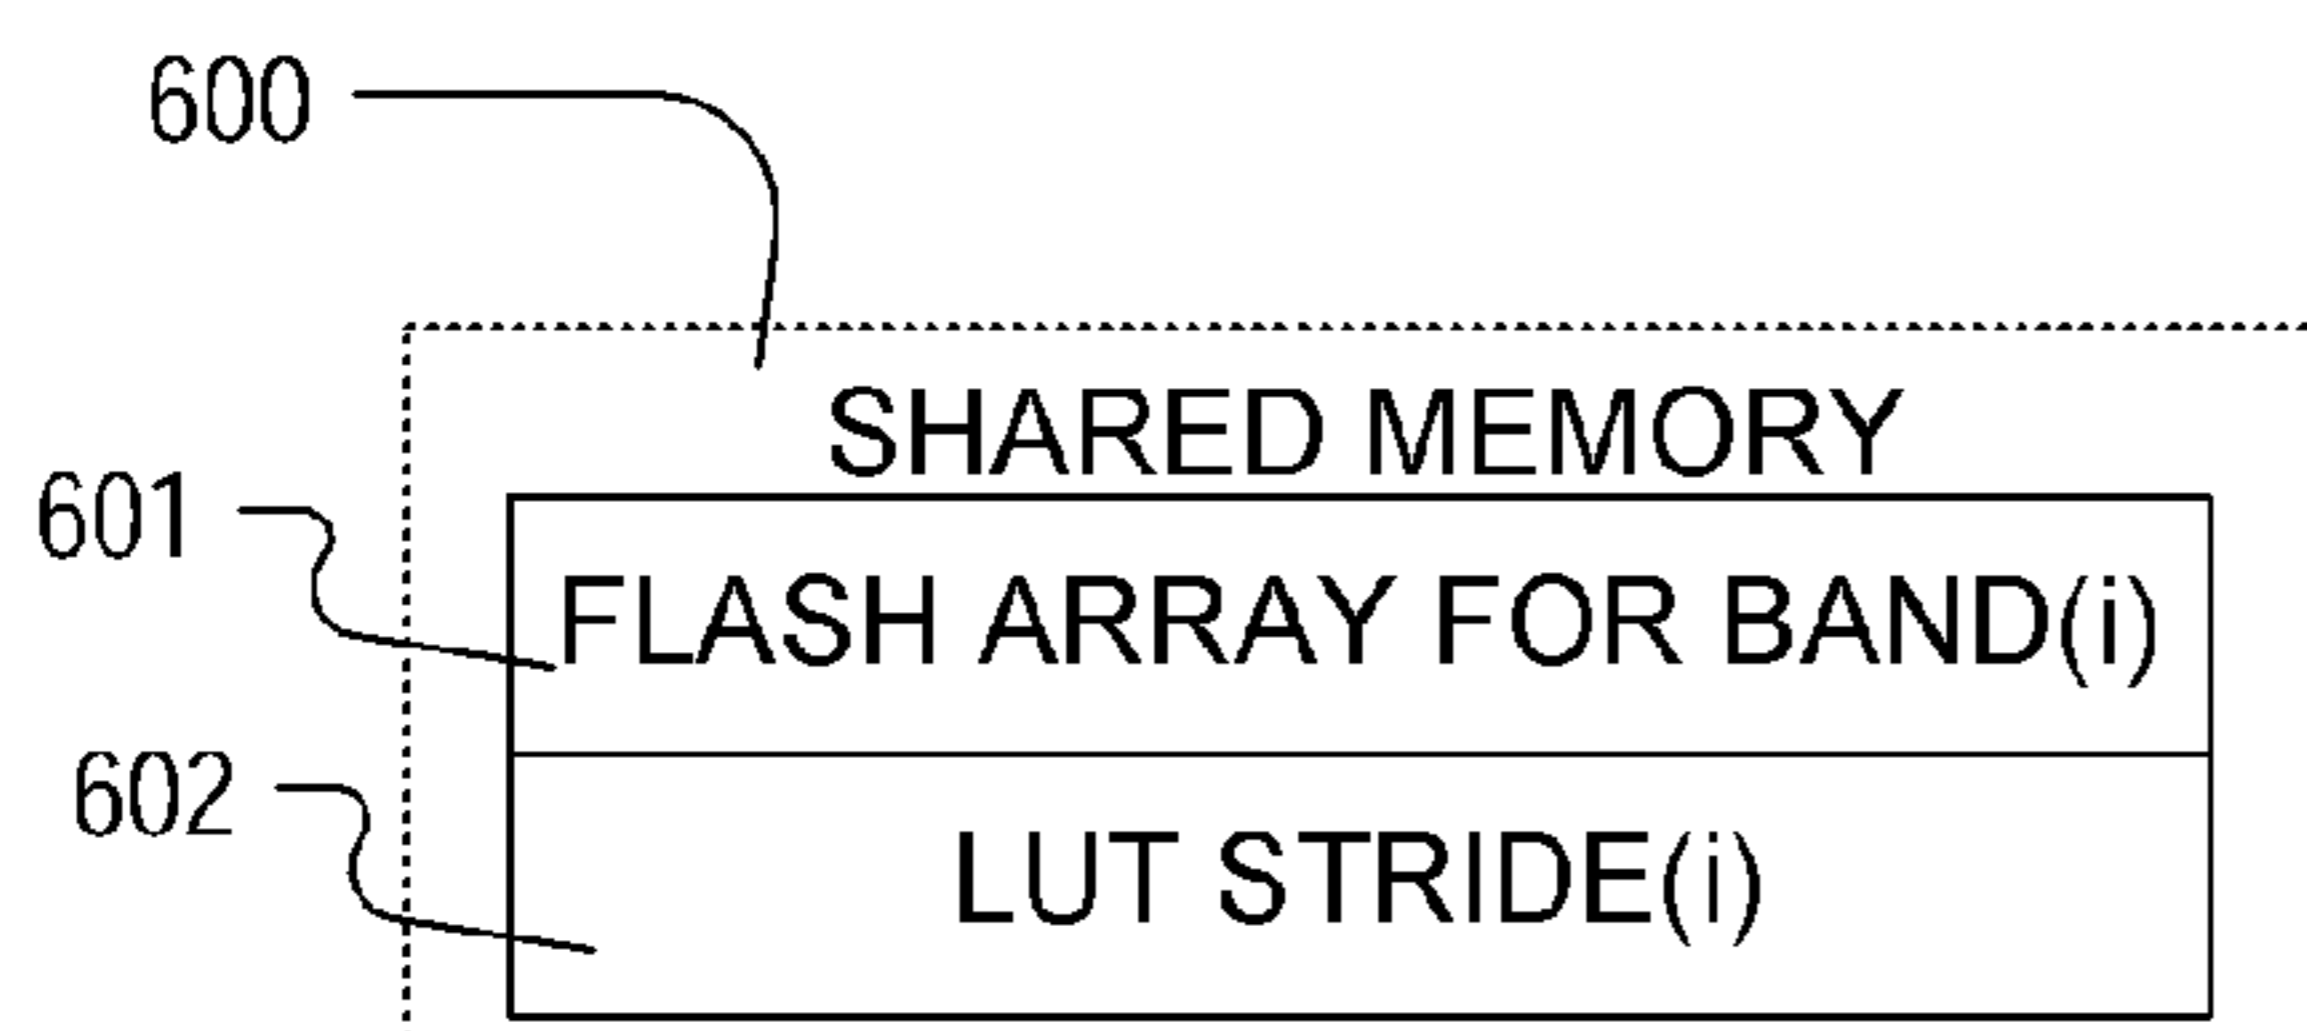 600
SHARED MEMORY
601
FLASH ARRAY FOR BAND(i)
602
LUT STRIDE(i)